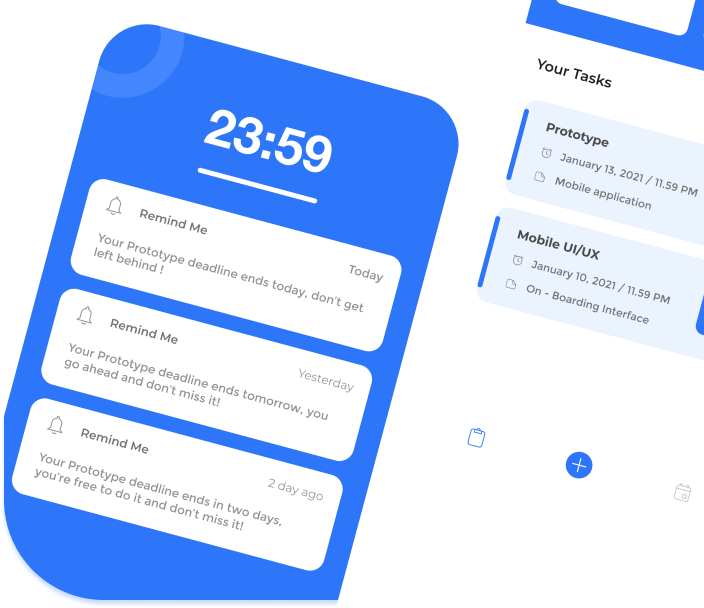 23:59
Remind Me
Today
Your Prototype deadline ends today, don't get
left behind !
Remind Me
Yesterday
Your Prototype deadline ends tomorrow, you
go ahead and don't miss it!
Remind Me
2 day ago
Your Prototype deadline ends in two days,
you're free to do it and don't miss it!
Your Tasks
Prototype
January 13, 2021 / 11.59 PM
Mobile application
Mobile UI/UX
January 10, 2021 / 11.59 PM
On - Boarding Interface